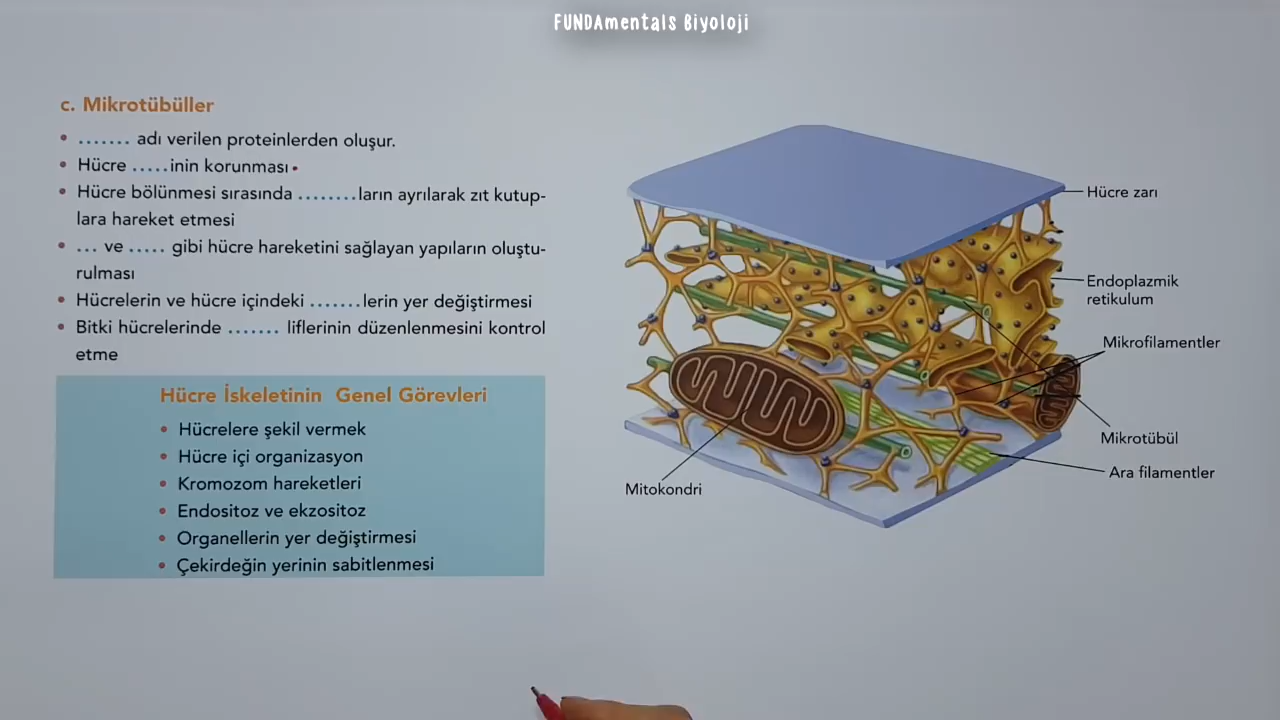 FUNDAmentals Biyoloji
c. Mikrotübüller
• ....... adı verilen proteinlerden oluşur.
• Hücre .....inin korunması •
• Hücre bölünmesi sırasında ........ların ayrılarak zıt kutup-
lara hareket etmesi
• ... ve ..... gibi hücre hareketini sağlayan yapıların oluştu-
rulması
• Hücrelerin ve hücre içindeki .......lerin yer değiştirmesi
• Bitki hücrelerinde ....... liflerinin düzenlenmesini kontrol
etme
Hücre İskeletinin Genel Görevleri
• Hücrelere şekil vermek
• Hücre içi organizasyon
• Kromozom hareketleri
• Endositoz ve ekzositoz
• Organellerin yer değiştirmesi
• Çekirdeğin yerinin sabitlenmesi
Hücre zarı
Endoplazmik
retikulum
Mikrofilamentler
Mikrotübül
Ara filamentler
Mitokondri